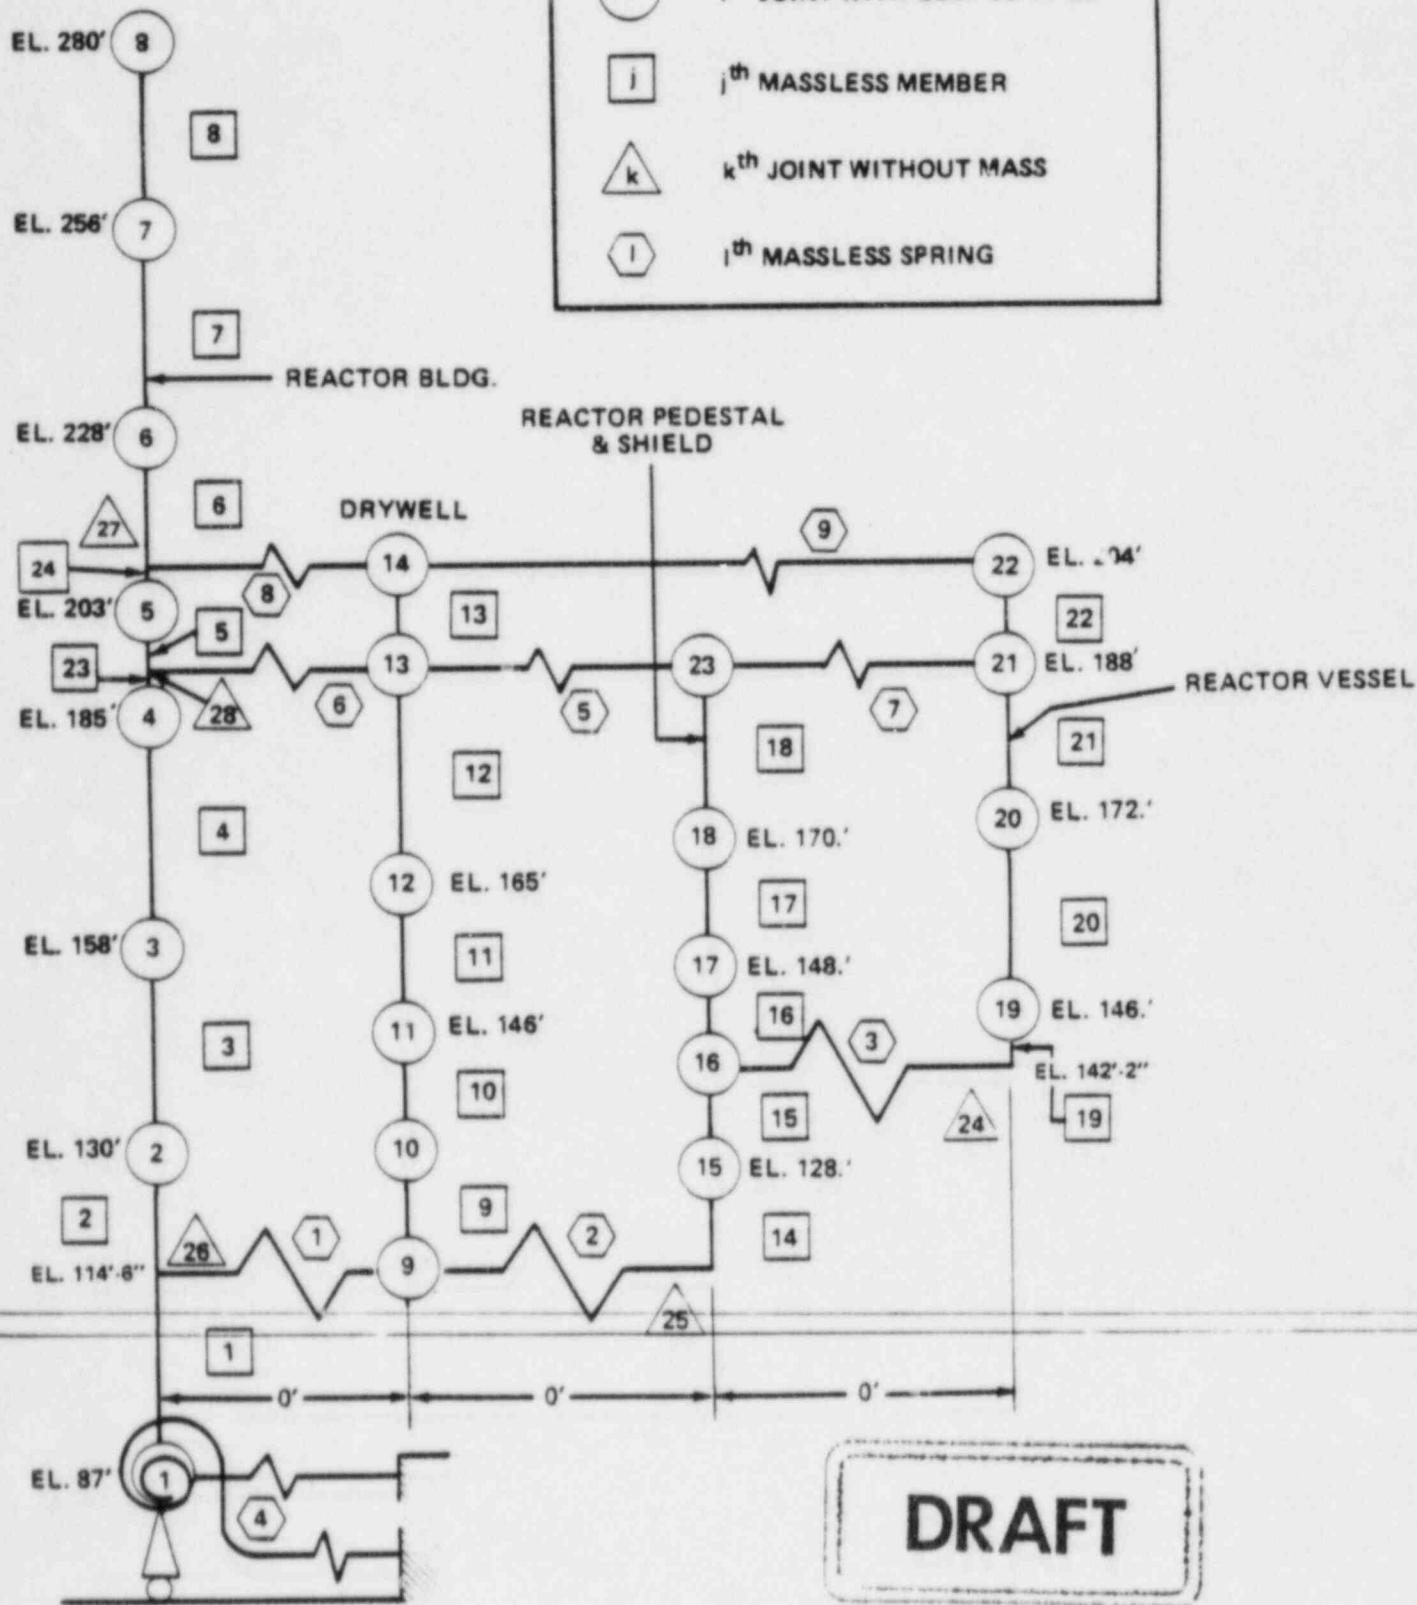 j
jth MASSLESS MEMBER
k
kth JOINT WITHOUT MASS
l
lth MASSLESS SPRING
EL. 280' 8
8
EL. 256' 7
7
REACTOR BLDG.
EL. 228' 6
REACTOR PEDESTAL
& SHIELD
27
6
DRYWELL
9
24
8
14
22
EL. 04'
EL. 203' 5
5
13
22
23
13
23
21
EL. 188'
28
6
5
7
REACTOR VESSEL
EL. 185' 4
12
18
21
4
18
EL. 170.'
20
EL. 172.'
12
EL. 165'
17
20
EL. 158' 3
11
17
EL. 148.'
19
EL. 146.'
3
11
EL. 146'
16
3
16
EL. 142'-2"
10
15
24
19
EL. 130' 2
10
15
EL. 128.'
2
26
1
9
2
14
EL. 114'-6"
9
25
1
0'
0'
0'
EL. 87' 1
4
DRAFT